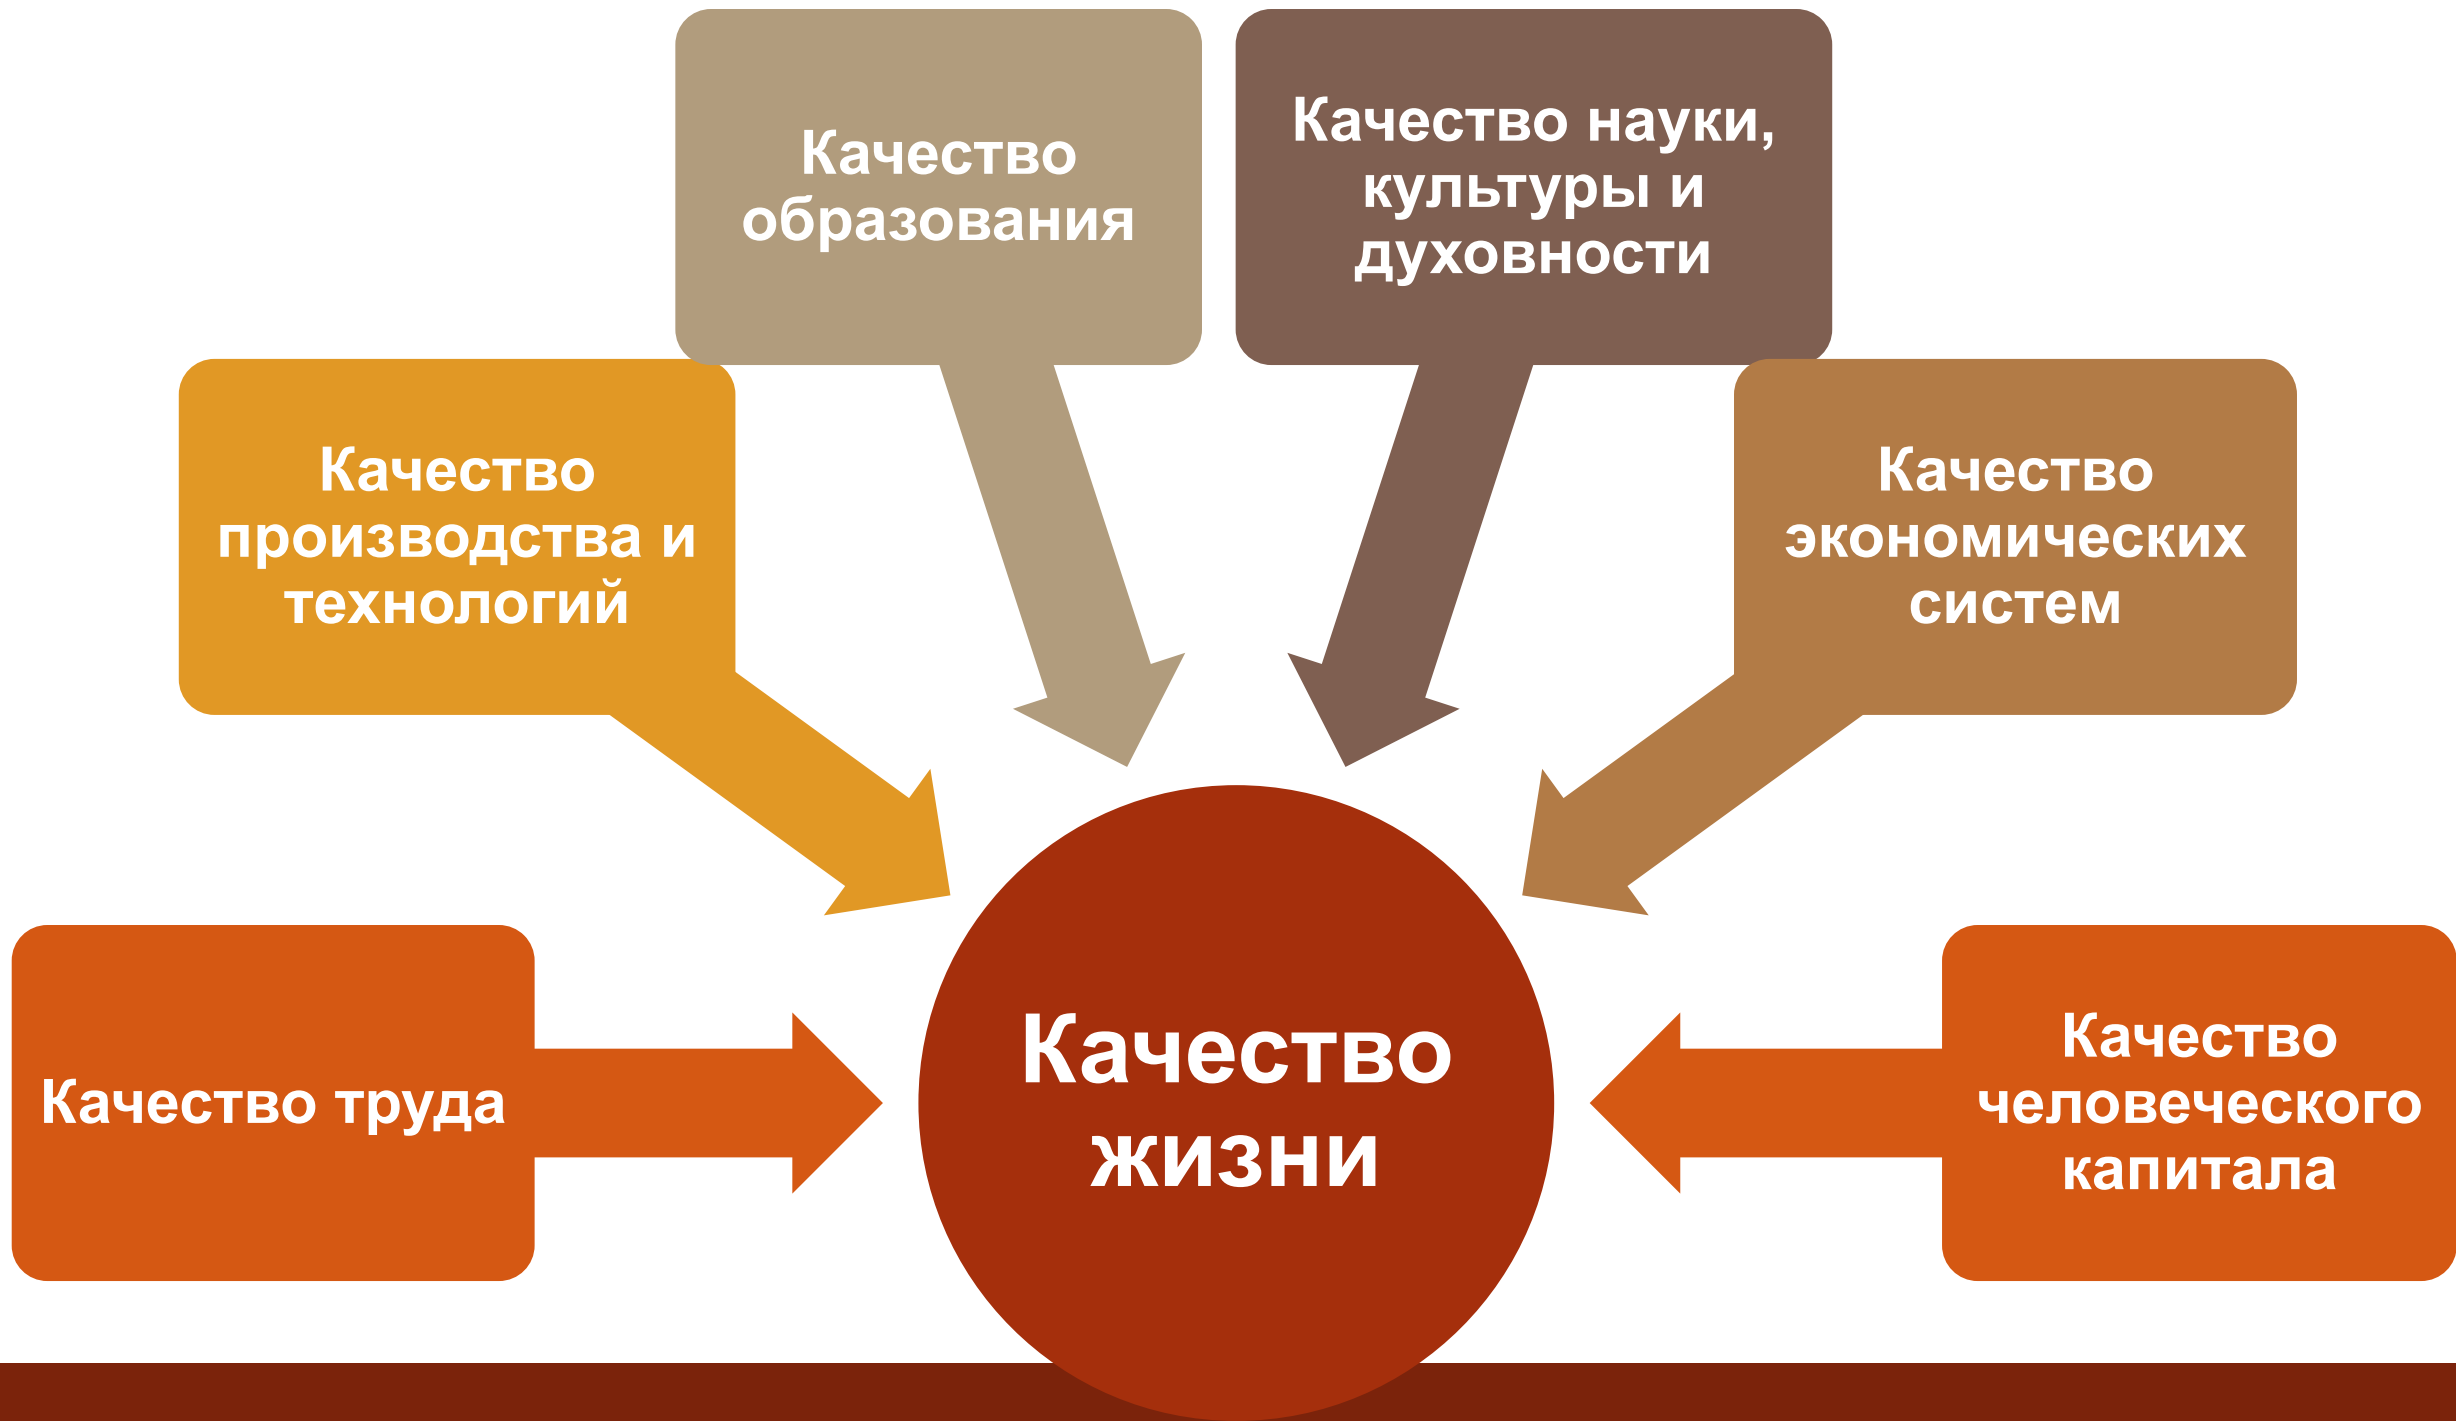 Качество
образования
Качество науки,
культуры и
духовности
Качество
производства и
технологий
Качество
экономических
систем
Качество труда
Качество
жизни
Качество
человеческого
капитала